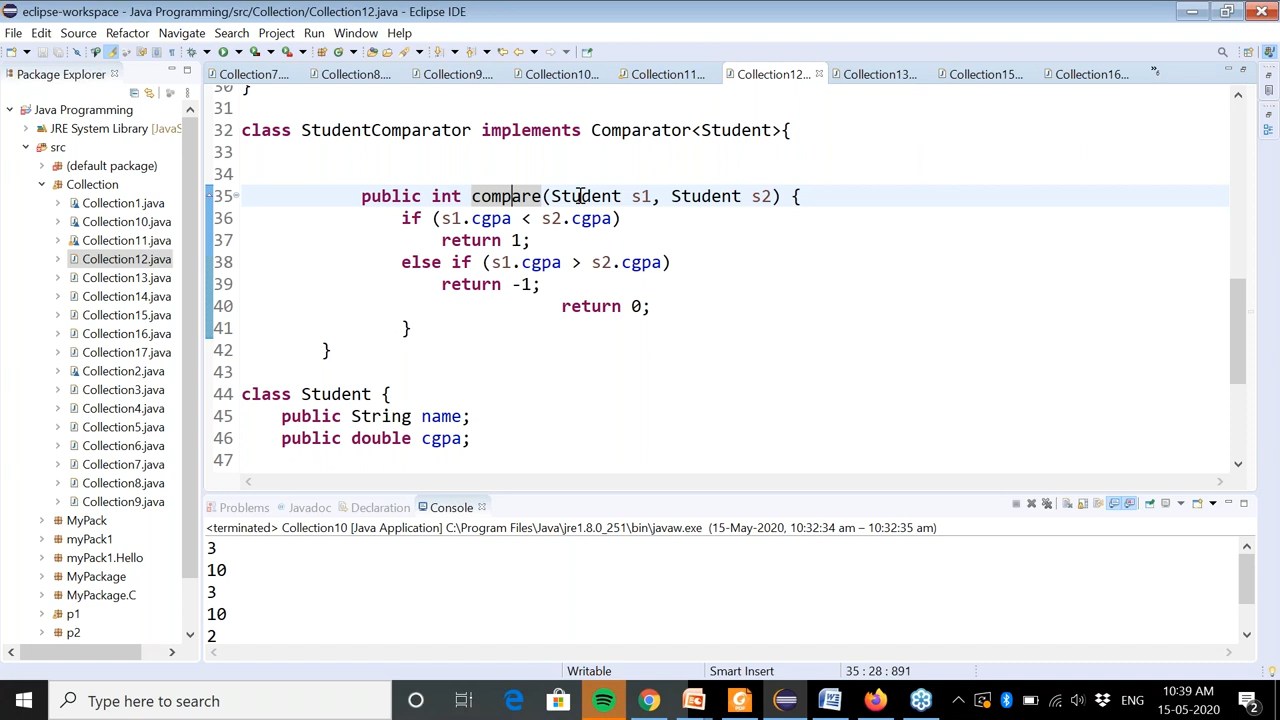 eclipse-workspace - Java Programming/src/Collection/Collection12.java - Eclipse IDE
File Edit Source Refactor Navigate Search Project Run Window Help
Package Explorer
Collection7.... Collection8.... Collection9.... Collection10... Collection11... Collection12... Collection13... Collection15... Collection16...
Java Programming
JRE System Library [JavaS
src
(default package)
Collection
Collection1.java
Collection10.java
Collection11.java
Collection12.java
Collection13.java
Collection14.java
Collection15.java
Collection16.java
Collection17.java
Collection2.java
Collection3.java
Collection4.java
Collection5.java
Collection6.java
Collection7.java
Collection8.java
Collection9.java
MyPack
myPack1
myPack1.Hello
MyPackage
MyPackage.C
p1
p2
30 }
31
32 class StudentComparator implements Comparator<Student>{
33
34
35 public int compare(Student s1, Student s2) {
36 if (s1.cgpa < s2.cgpa)
37 return 1;
38 else if (s1.cgpa > s2.cgpa)
39 return -1;
40 return 0;
41 }
42 }
43
44 class Student {
45 public String name;
46 public double cgpa;
47
Problems Javadoc Declaration Console
<terminated> Collection10 [Java Application] C:\Program Files\Java\jre1.8.0_251\bin\javaw.exe (15-May-2020, 10:32:34 am – 10:32:35 am)
3
10
3
10
2
Writable Smart Insert 35 : 28 : 891
Type here to search
ENG
10:39 AM
15-05-2020
2